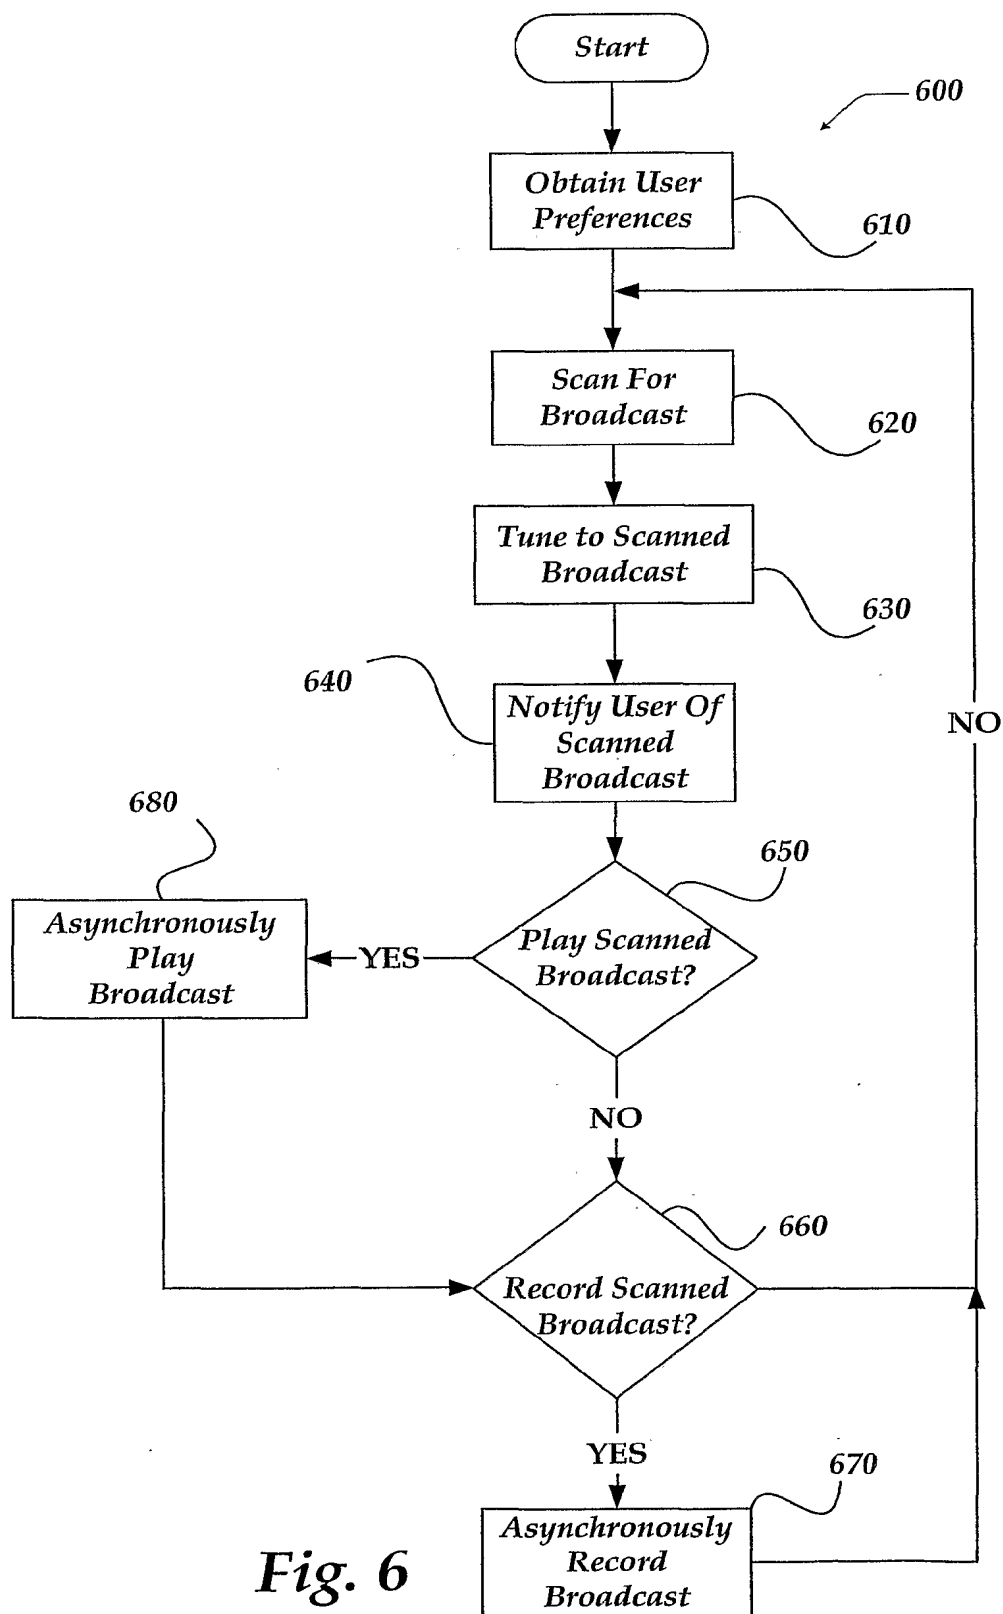 Start
600
Obtain User
Preferences
610
Scan For
Broadcast
620
Tune to Scanned
Broadcast
630
640
Notify User Of
Scanned
Broadcast
NO
680
650
Asynchronously
Play
Broadcast
YES
Play Scanned
Broadcast?
NO
660
Record Scanned
Broadcast?
YES
670
Asynchronously
Record
Broadcast
Fig. 6